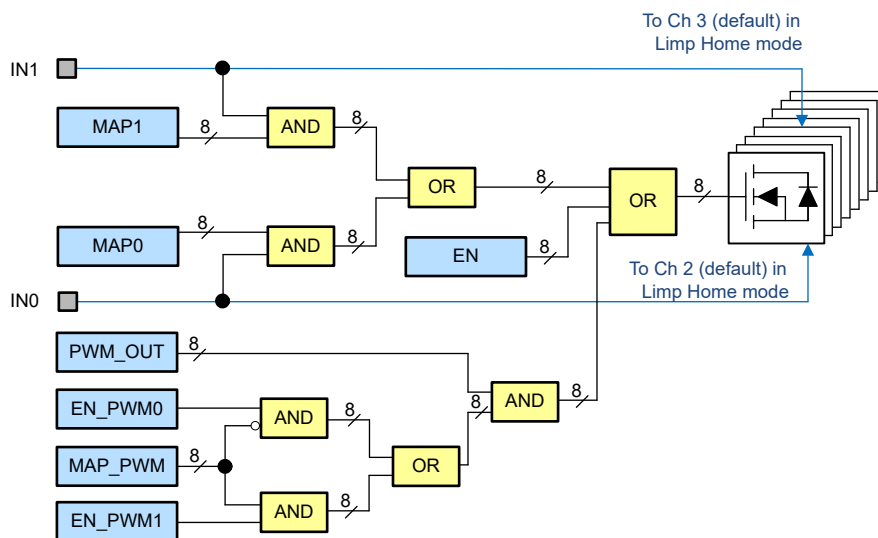 To Ch 3 (default) in
Limp Home mode
IN1
MAP1
8
AND
8
OR
8
OR
8
MAP0
8
AND
8
EN
8
To Ch 2 (default) in
Limp Home mode
IN0
PWM_OUT
8
AND
8
EN_PWM0
AND
8
8
MAP_PWM
8
OR
EN_PWM1
AND
8